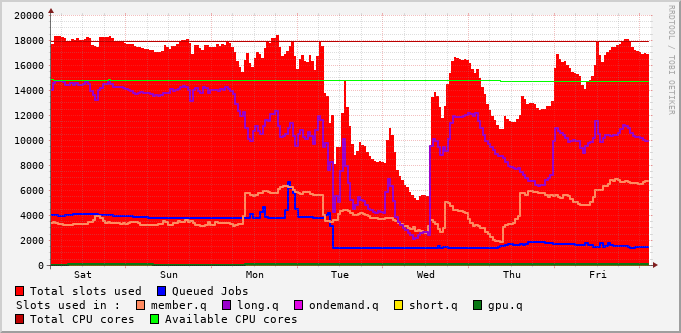 RRDTOOL / TOBI OETIKER
20000
18000
16000
14000
12000
10000
8000
6000
4000
2000
0
Sat Sun Mon Tue Wed Thu Fri
Total slots used Queued Jobs
Slots used in : member.q long.q ondemand.q short.q gpu.q
Total CPU cores Available CPU cores